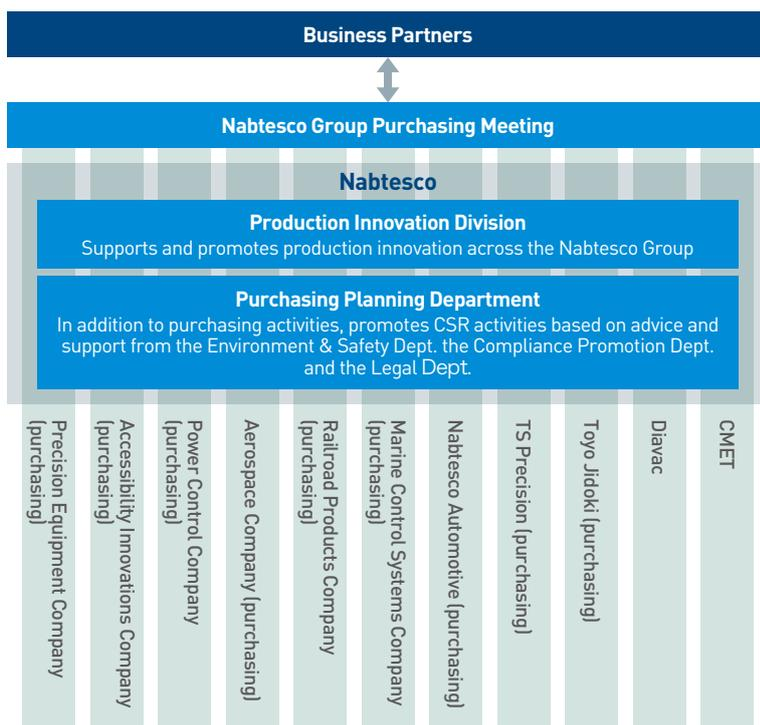 Business Partners
Nabtesco Group Purchasing Meeting
Nabtesco
Production Innovation Division
Supports and promotes production innovation across the Nabtesco Group
Purchasing Planning Department
In addition to purchasing activities, promotes CSR activities based on advice and
support from the Environment & Safety Dept. the Compliance Promotion Dept.
and the Legal Dept.
Precision Equipment Company
(purchasing)
Accessibility Innovations Company
(purchasing)
Power Control Company
(purchasing)
Aerospace Company (purchasing)
Railroad Products Company
(purchasing)
Marine Control Systems Company
(purchasing)
Nabtesco Automotive (purchasing)
TS Precision (purchasing)
Toyo Jidoki (purchasing)
Diavac
CMET